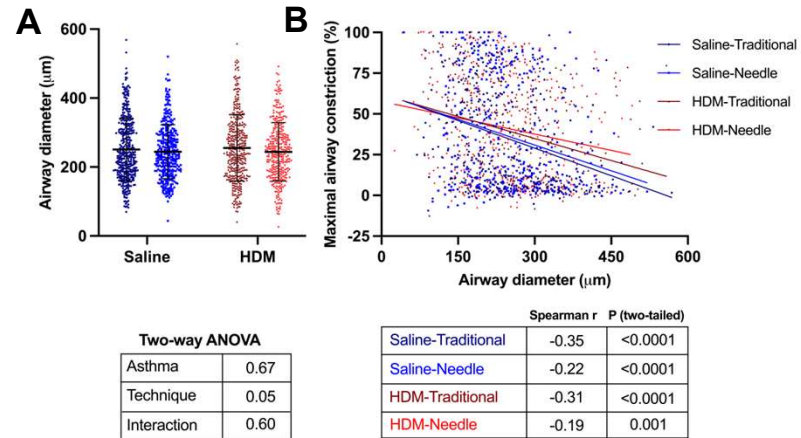 A
Airway diameter (μm)
600
400
200
0
Saline
HDM
B
Maximal airway constriction (%)
100
75
50
25
0
-25
0
150
300
450
600
Airway diameter (μm)
Saline-Traditional
Saline-Needle
HDM-Traditional
HDM-Needle
Two-way ANOVA
Asthma 0.67
Technique 0.05
Interaction 0.60
Spearman r P (two-tailed)
Saline-Traditional -0.35 <0.0001
Saline-Needle -0.22 <0.0001
HDM-Traditional -0.31 <0.0001
HDM-Needle -0.19 0.001